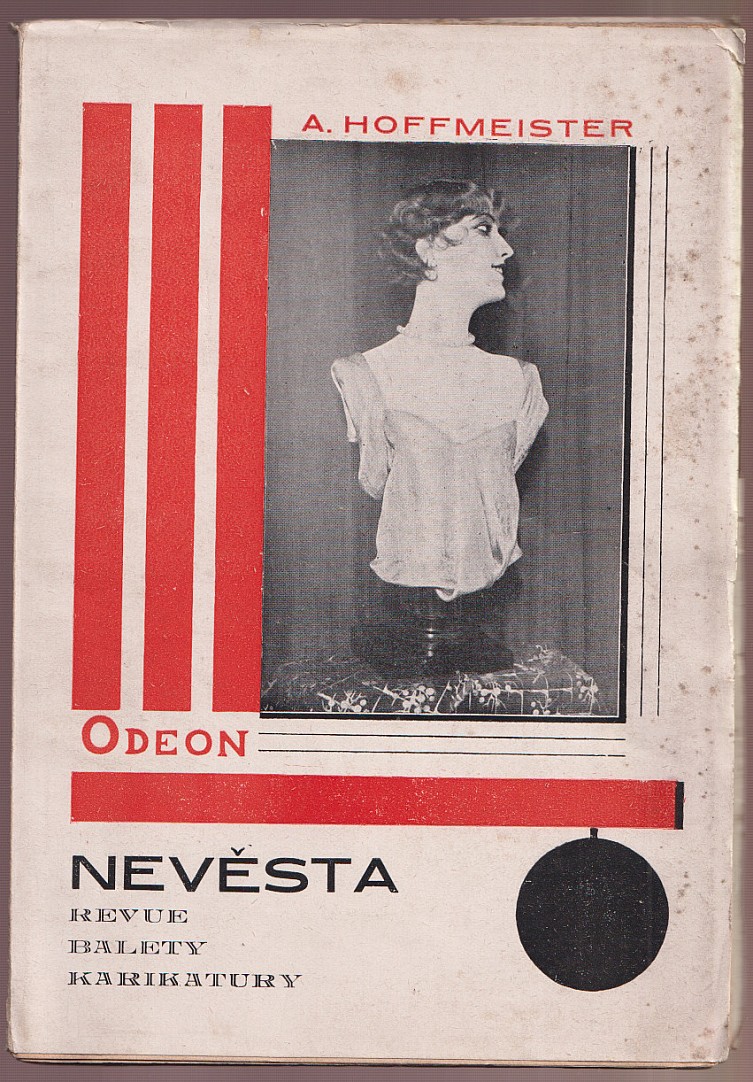 A. HOFFMEISTER
ODEON
NEVĚSTA
REVUE
BALETY
KARIKATURY